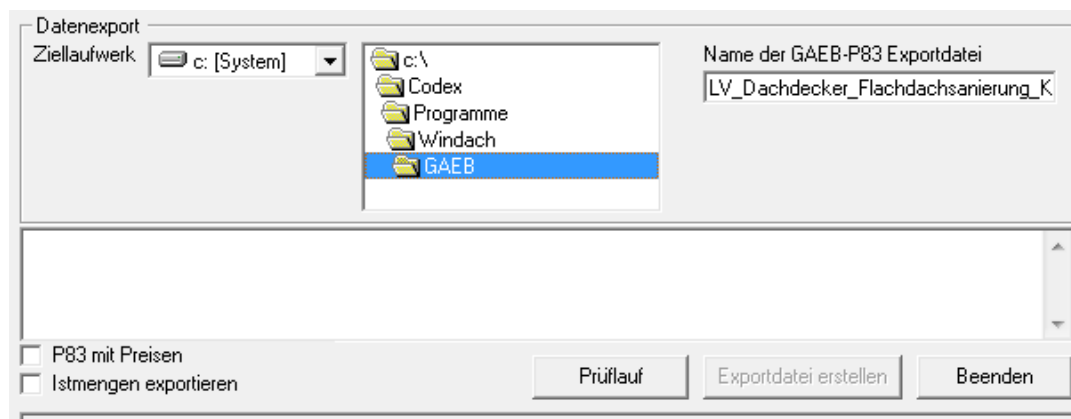 Datenexport
Ziellaufwerk
c: [System]
c:\
Codex
Programme
Windach
GAEB
Name der GAEB-P83 Exportdatei
LV_Dachdecker_Flachdachsanierung_K
P83 mit Preisen
Istmengen exportieren
Prüflauf
Exportdatei erstellen
Beenden